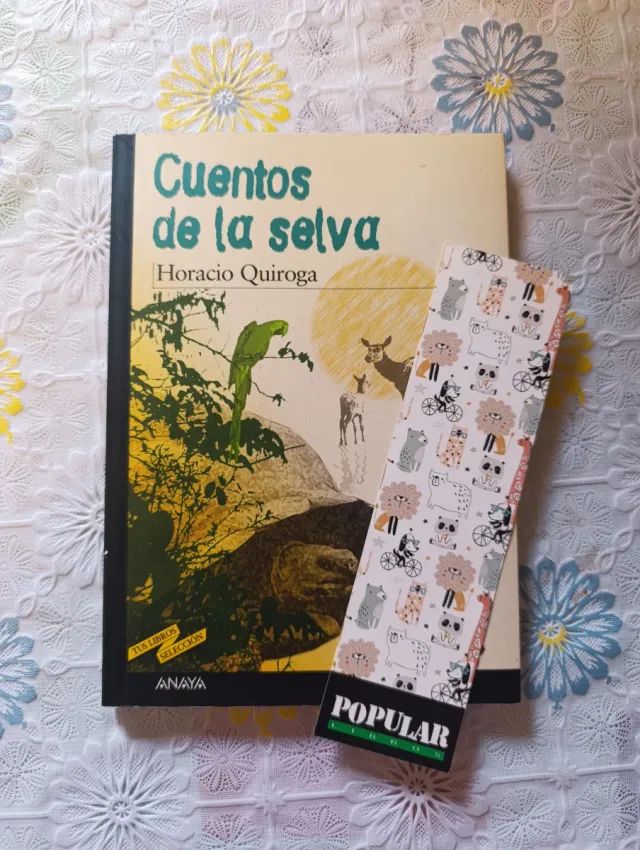 Cuentos
de la selva
Horacio Quiroga
TUS LIBROS
SELECCIÓN
ANAYA
POPULAR
LIBROS